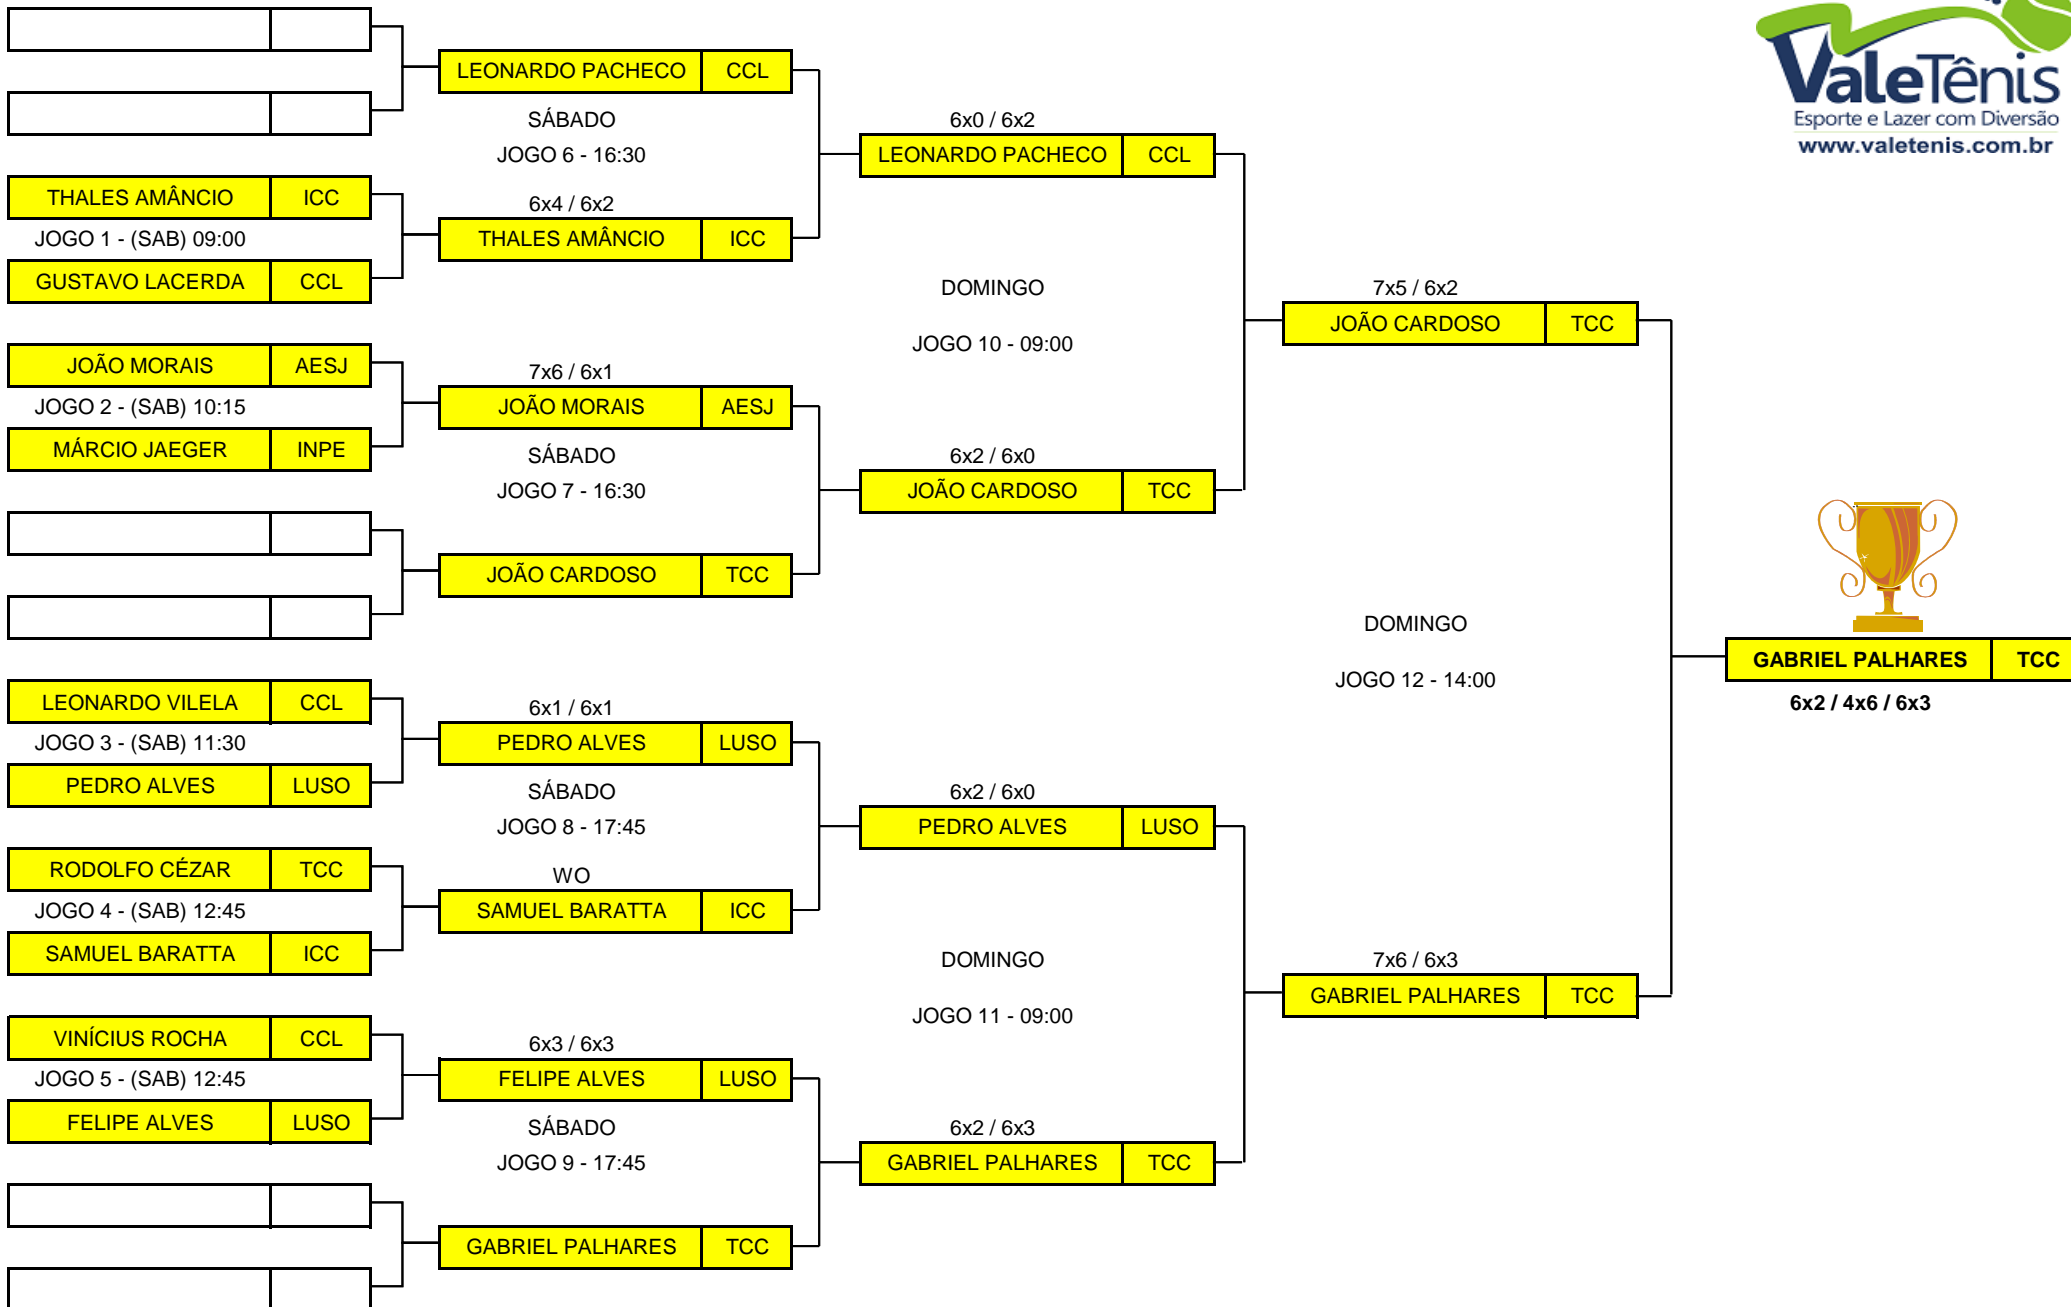 ValeTênis
Esporte e Lazer com Diversão
www.valetenis.com.br
THALES AMÂNCIO ICC
JOGO 1 - (SAB) 09:00
GUSTAVO LACERDA CCL
JOÃO MORAIS AESJ
JOGO 2 - (SAB) 10:15
MÁRCIO JAEGER INPE
LEONARDO VILELA CCL
JOGO 3 - (SAB) 11:30
PEDRO ALVES LUSO
RODOLFO CÉZAR TCC
JOGO 4 - (SAB) 12:45
SAMUEL BARATTA ICC
VINÍCIUS ROCHA CCL
JOGO 5 - (SAB) 12:45
FELIPE ALVES LUSO
LEONARDO PACHECO CCL
SÁBADO
JOGO 6 - 16:30
6x4 / 6x2
THALES AMÂNCIO ICC
7x6 / 6x1
JOÃO MORAIS AESJ
SÁBADO
JOGO 7 - 16:30
JOÃO CARDOSO TCC
6x1 / 6x1
PEDRO ALVES LUSO
SÁBADO
JOGO 8 - 17:45
WO
SAMUEL BARATTA ICC
6x3 / 6x3
FELIPE ALVES LUSO
SÁBADO
JOGO 9 - 17:45
GABRIEL PALHARES TCC
6x0 / 6x2
LEONARDO PACHECO CCL
DOMINGO
JOGO 10 - 09:00
6x2 / 6x0
JOÃO CARDOSO TCC
6x2 / 6x0
PEDRO ALVES LUSO
DOMINGO
JOGO 11 - 09:00
6x2 / 6x3
GABRIEL PALHARES TCC
7x5 / 6x2
JOÃO CARDOSO TCC
DOMINGO
JOGO 12 - 14:00
7x6 / 6x3
GABRIEL PALHARES TCC
GABRIEL PALHARES TCC
6x2 / 4x6 / 6x3